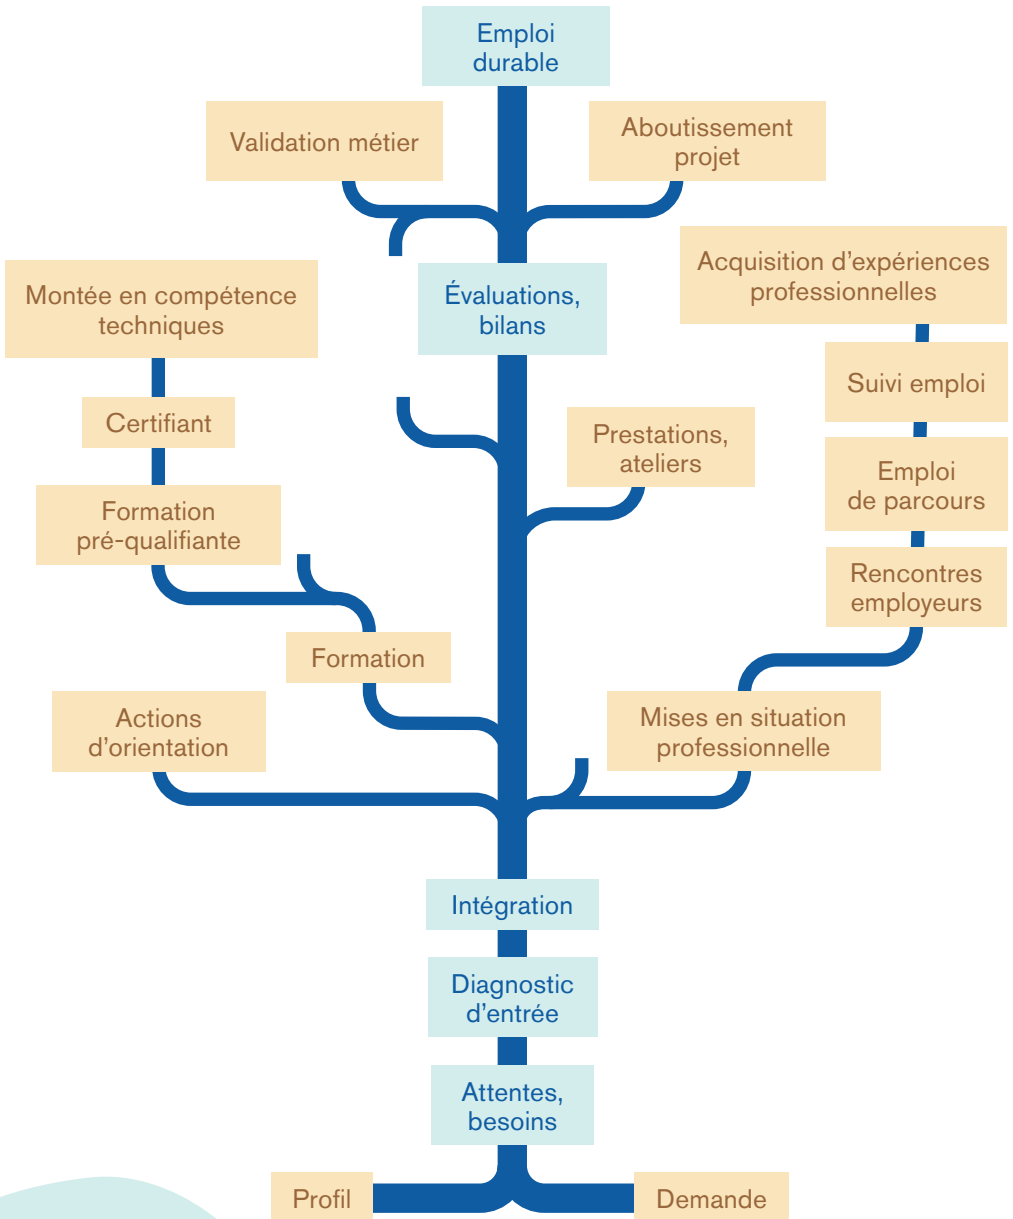 Emploi
durable
Validation métier
Aboutissement
projet
Acquisition d'expériences
professionnelles
Montée en compétence
techniques
Évaluations,
bilans
Suivi emploi
Certifiant
Prestations,
ateliers
Emploi
de parcours
Formation
pré-qualifiante
Rencontres
employeurs
Formation
Actions
d'orientation
Mises en situation
professionnelle
Intégration
Diagnostic
d'entrée
Attentes,
besoins
Profil
Demande